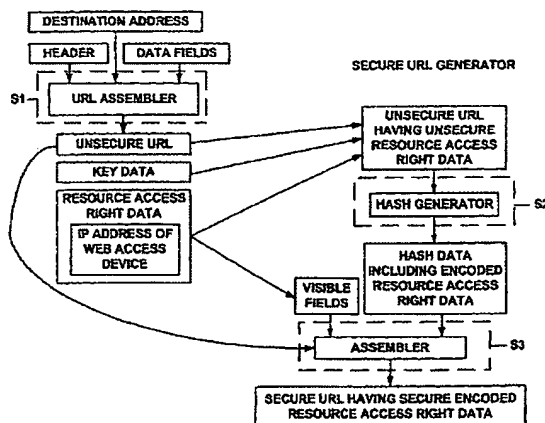 DESTINATION ADDRESS
HEADER
DATA FIELDS
S1
URL ASSEMBLER
UNSECURE URL
KEY DATA
RESOURCE ACCESS
RIGHT DATA
IP ADDRESS OF
WEB ACCESS
DEVICE
SECURE URL GENERATOR
UNSECURE URL
HAVING UNSECURE
RESOURCE ACCESS
RIGHT DATA
HASH GENERATOR
S2
HASH DATA
INCLUDING ENCODED
RESOURCE ACCESS
RIGHT DATA
VISIBLE
FIELDS
ASSEMBLER
S3
SECURE URL HAVING SECURE ENCODED
RESOURCE ACCESS RIGHT DATA